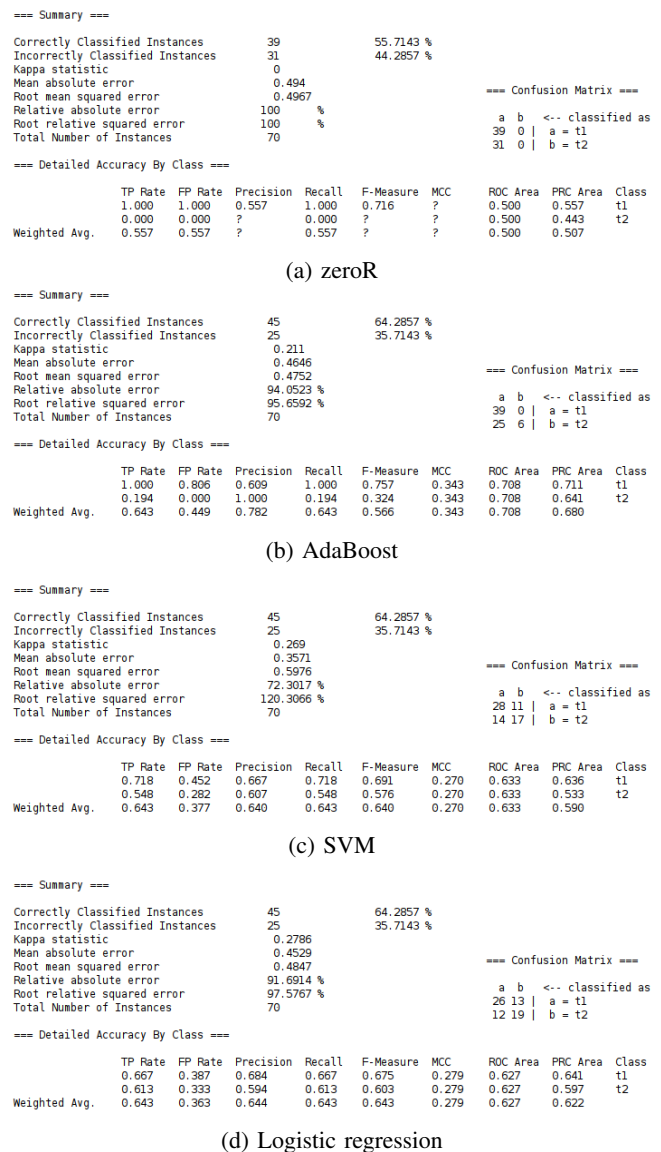 === Summary ===
Correctly Classified Instances 39 55.7143 %
Incorrectly Classified Instances 31 44.2857 %
Kappa statistic 0
Mean absolute error 0.494
Root mean squared error 0.4967
Relative absolute error 100 %
Root relative squared error 100 %
Total Number of Instances 70
=== Confusion Matrix ===
a b <-- classified as
39 0 | a = t1
31 0 | b = t2
=== Detailed Accuracy By Class ===
TP Rate FP Rate Precision Recall F-Measure MCC ROC Area PRC Area Class
1.000 1.000 0.557 1.000 0.716 ? 0.500 0.557 t1
0.000 0.000 ? 0.000 ? ? 0.500 0.443 t2
Weighted Avg. 0.557 0.557 ? 0.557 ? ? 0.500 0.507
(a) zeroR
=== Summary ===
Correctly Classified Instances 45 64.2857 %
Incorrectly Classified Instances 25 35.7143 %
Kappa statistic 0.211
Mean absolute error 0.4646
Root mean squared error 0.4752
Relative absolute error 94.0523 %
Root relative squared error 95.6592 %
Total Number of Instances 70
=== Confusion Matrix ===
a b <-- classified as
39 0 | a = t1
25 6 | b = t2
=== Detailed Accuracy By Class ===
TP Rate FP Rate Precision Recall F-Measure MCC ROC Area PRC Area Class
1.000 0.806 0.609 1.000 0.757 0.343 0.708 0.711 t1
0.194 0.000 1.000 0.194 0.324 0.343 0.708 0.641 t2
Weighted Avg. 0.643 0.449 0.782 0.643 0.566 0.343 0.708 0.680
(b) AdaBoost
=== Summary ===
Correctly Classified Instances 45 64.2857 %
Incorrectly Classified Instances 25 35.7143 %
Kappa statistic 0.269
Mean absolute error 0.3571
Root mean squared error 0.5976
Relative absolute error 72.3017 %
Root relative squared error 120.3066 %
Total Number of Instances 70
=== Confusion Matrix ===
a b <-- classified as
28 11 | a = t1
14 17 | b = t2
=== Detailed Accuracy By Class ===
TP Rate FP Rate Precision Recall F-Measure MCC ROC Area PRC Area Class
0.718 0.452 0.667 0.718 0.691 0.270 0.633 0.636 t1
0.548 0.282 0.607 0.548 0.576 0.270 0.633 0.533 t2
Weighted Avg. 0.643 0.377 0.640 0.643 0.640 0.270 0.633 0.590
(c) SVM
=== Summary ===
Correctly Classified Instances 45 64.2857 %
Incorrectly Classified Instances 25 35.7143 %
Kappa statistic 0.2786
Mean absolute error 0.4529
Root mean squared error 0.4847
Relative absolute error 91.6914 %
Root relative squared error 97.5767 %
Total Number of Instances 70
=== Confusion Matrix ===
a b <-- classified as
26 13 | a = t1
12 19 | b = t2
=== Detailed Accuracy By Class ===
TP Rate FP Rate Precision Recall F-Measure MCC ROC Area PRC Area Class
0.667 0.387 0.684 0.667 0.675 0.279 0.627 0.641 t1
0.613 0.333 0.594 0.613 0.603 0.279 0.627 0.597 t2
Weighted Avg. 0.643 0.363 0.644 0.643 0.643 0.279 0.627 0.622
(d) Logistic regression